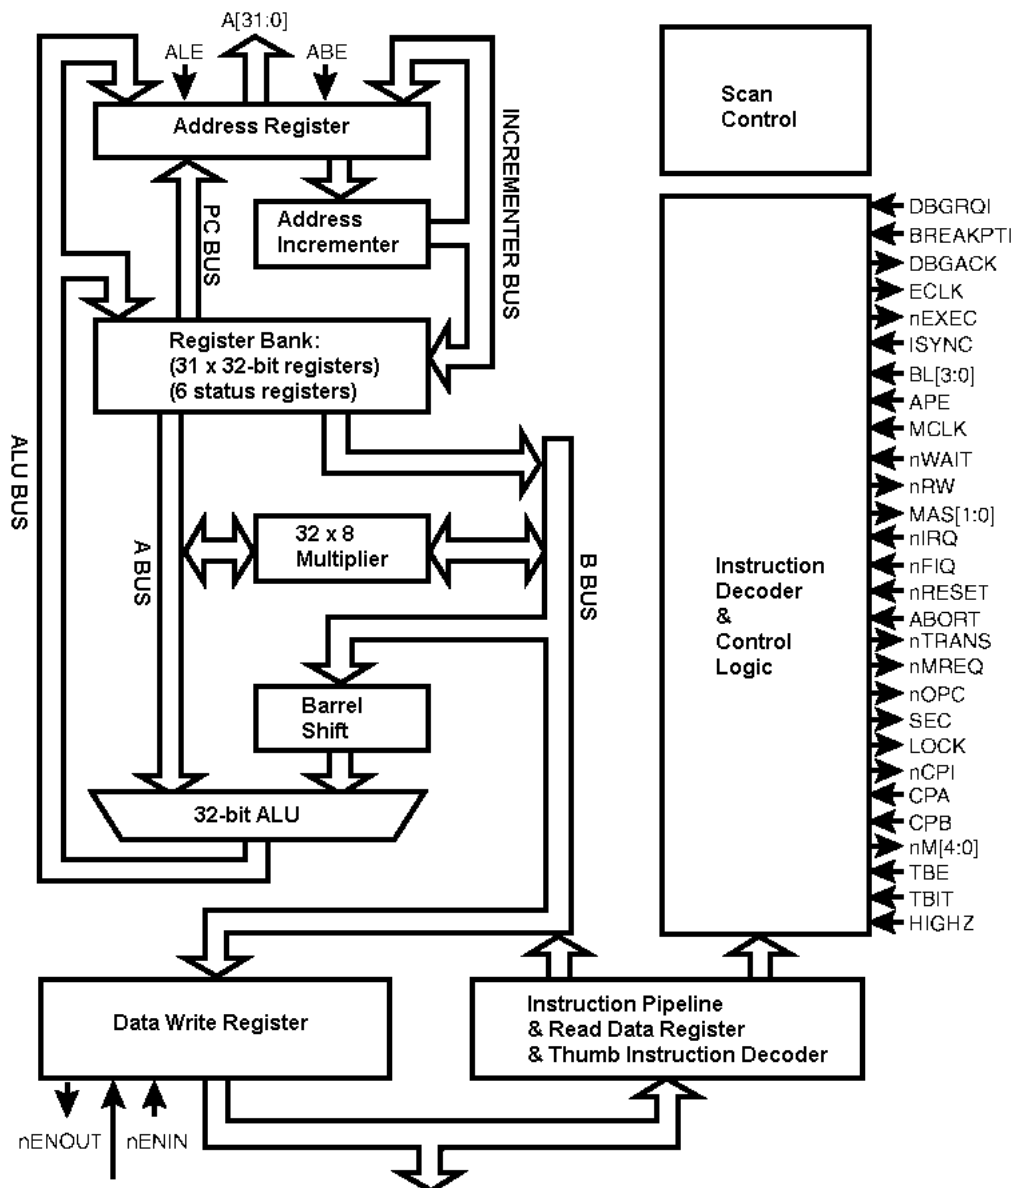 A[31:0]
ALE
ABE
Address Register
Scan
Control
INCREMENTER BUS
PC BUS
Address
Incrementer
Register Bank:
(31 x 32-bit registers)
(6 status registers)
ALU BUS
A BUS
32 x 8
Multiplier
B BUS
Barrel
Shift
32-bit ALU
Instruction
Decoder
&
Control
Logic
DBGRQI
BREAKPTI
DBGACK
ECLK
nEXEC
ISYNC
BL[3:0]
APE
MCLK
nWAIT
nRW
MAS[1:0]
nIRQ
nFIQ
nRESET
ABORT
nTRANS
nMREQ
nOPC
SEC
LOCK
nCPI
CPA
CPB
nM[4:0]
TBE
TBIT
HIGHZ
Data Write Register
Instruction Pipeline
& Read Data Register
& Thumb Instruction Decoder
nENOUT
nENIN